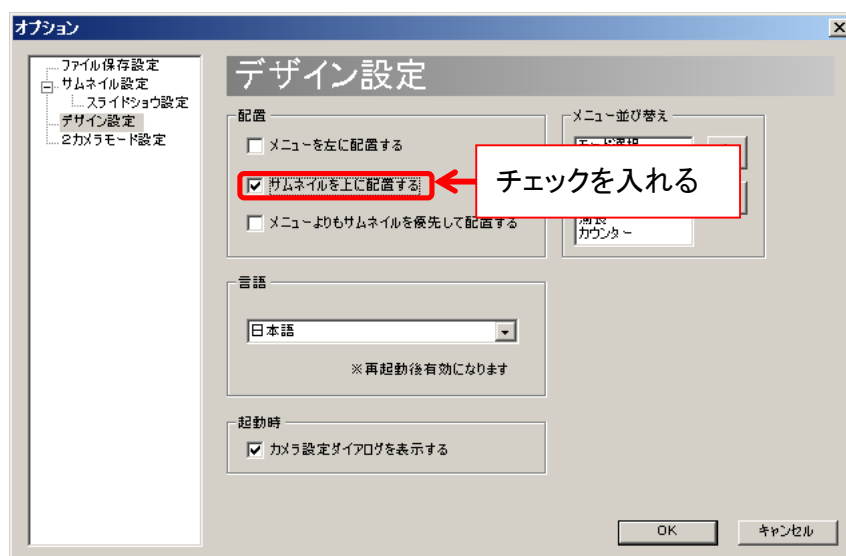 オプション
ファイル保存設定
サムネイル設定
スライドショウ設定
デザイン設定
2カメラモード設定
デザイン設定
配置
メニューを左に配置する
サムネイルを上に配置する
メニューよりもサムネイルを優先して配置する
メニュー並び替え
カウンター
チェックを入れる
言語
日本語
※再起動後有効になります
起動時
カメラ設定ダイアログを表示する
OK
キャンセル